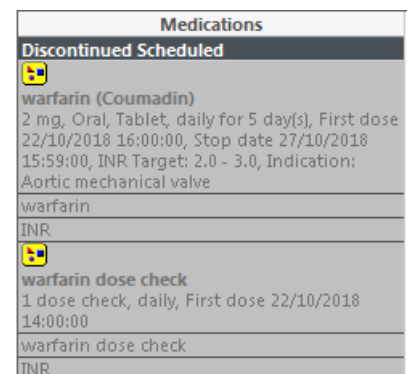 Medications
Discontinued Scheduled
warfarin (Coumadin)
2 mg, Oral, Tablet, daily for 5 day(s), First dose
22/10/2018 16:00:00, Stop date 27/10/2018
15:59:00, INR Target: 2.0 - 3.0, Indication:
Aortic mechanical valve
warfarin
INR
warfarin dose check
1 dose check, daily, First dose 22/10/2018
14:00:00
warfarin dose check
INR